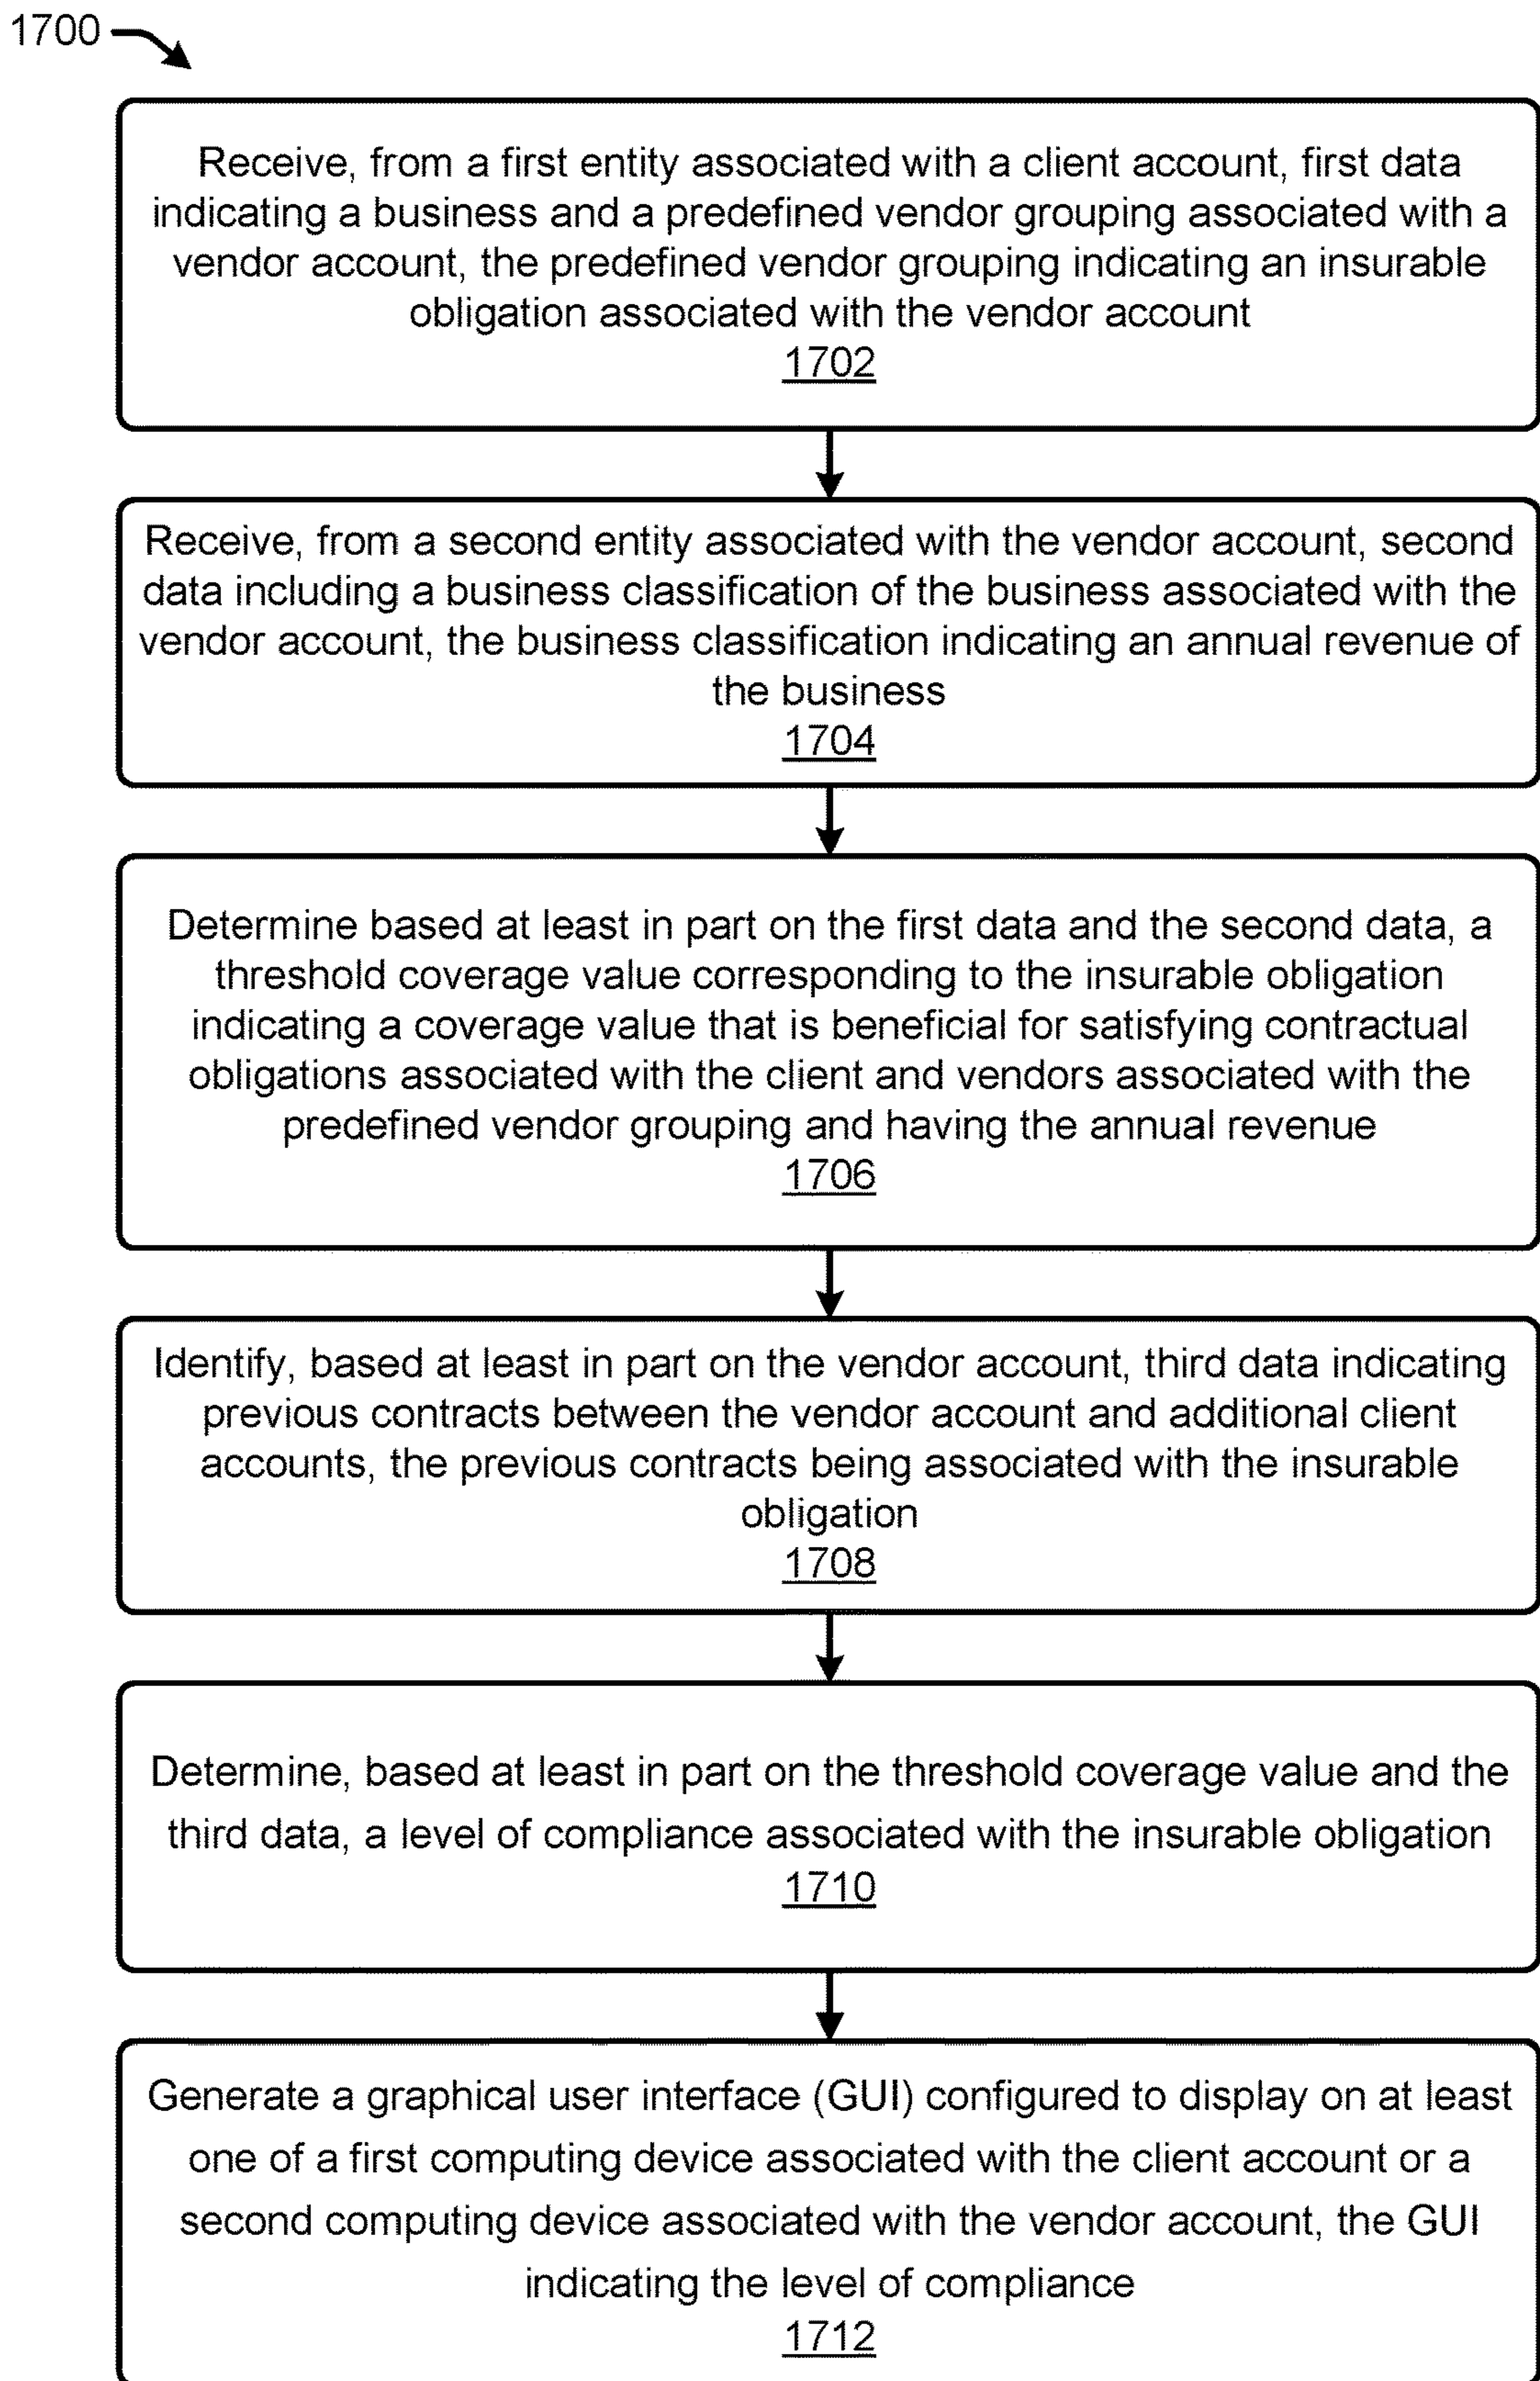 1700
Receive, from a first entity associated with a client account, first data
indicating a business and a predefined vendor grouping associated with a
vendor account, the predefined vendor grouping indicating an insurable
obligation associated with the vendor account
1702
Receive, from a second entity associated with the vendor account, second
data including a business classification of the business associated with the
vendor account, the business classification indicating an annual revenue of
the business
1704
Determine based at least in part on the first data and the second data, a
threshold coverage value corresponding to the insurable obligation
indicating a coverage value that is beneficial for satisfying contractual
obligations associated with the client and vendors associated with the
predefined vendor grouping and having the annual revenue
1706
Identify, based at least in part on the vendor account, third data indicating
previous contracts between the vendor account and additional client
accounts, the previous contracts being associated with the insurable
obligation
1708
Determine, based at least in part on the threshold coverage value and the
third data, a level of compliance associated with the insurable obligation
1710
Generate a graphical user interface (GUI) configured to display on at least
one of a first computing device associated with the client account or a
second computing device associated with the vendor account, the GUI
indicating the level of compliance
1712